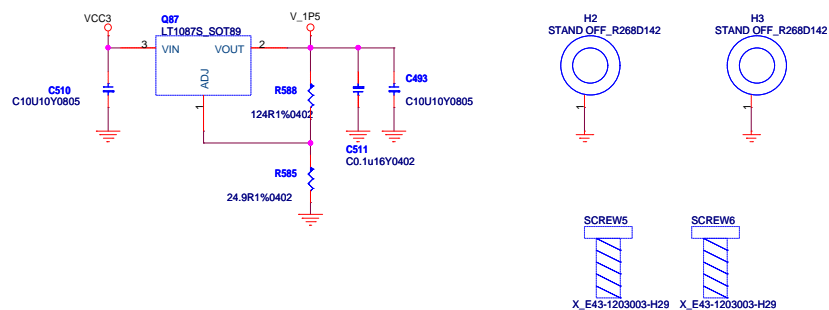 VCC3
Q87
LT1087S_SOT89
V_1P5
3
VIN
VOUT
2
ADJ
1
C510
C10U10Y0805
R588
124R1%0402
C493
C10U10Y0805
C511
C0.1u16Y0402
R585
24.9R1%0402
H2
STAND OFF_R268D142
1
H3
STAND OFF_R268D142
1
SCREW5
X_E43-1203003-H29
SCREW6
X_E43-1203003-H29